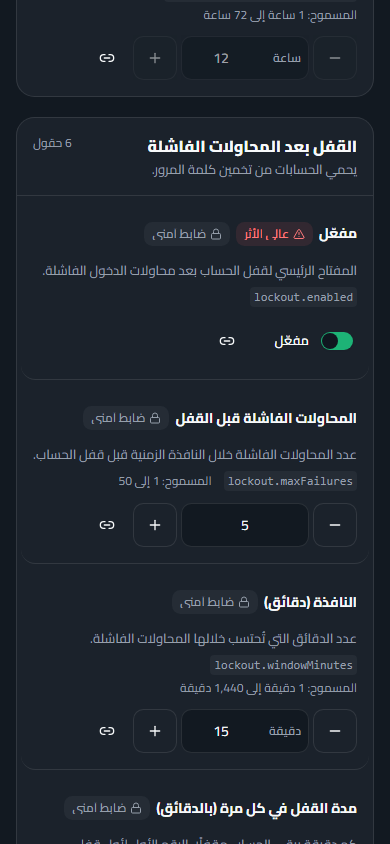 المسموح: 1 ساعة إلى 72 ساعة
ساعة 12
القفل بعد المحاولات الفاشلة
6 حقول
يحمي الحسابات من تخمين كلمة المرور.
مفعّل عالي الأثر ضابط أمني
المفتاح الرئيسي لقفل الحساب بعد محاولات الدخول الفاشلة.
lockout.enabled
مفعّل
المحاولات الفاشلة قبل القفل ضابط أمني
عدد المحاولات الفاشلة خلال النافذة الزمنية قبل قفل الحساب.
lockout.maxFailures المسموح: 1 إلى 50
5
النافذة (دقائق) ضابط أمني
عدد الدقائق التي تُحتسب خلالها المحاولات الفاشلة.
lockout.windowMinutes
المسموح: 1 دقيقة إلى 1,440 دقيقة
دقيقة 15
مدة القفل في كل مرة (بالدقائق) ضابط أمني